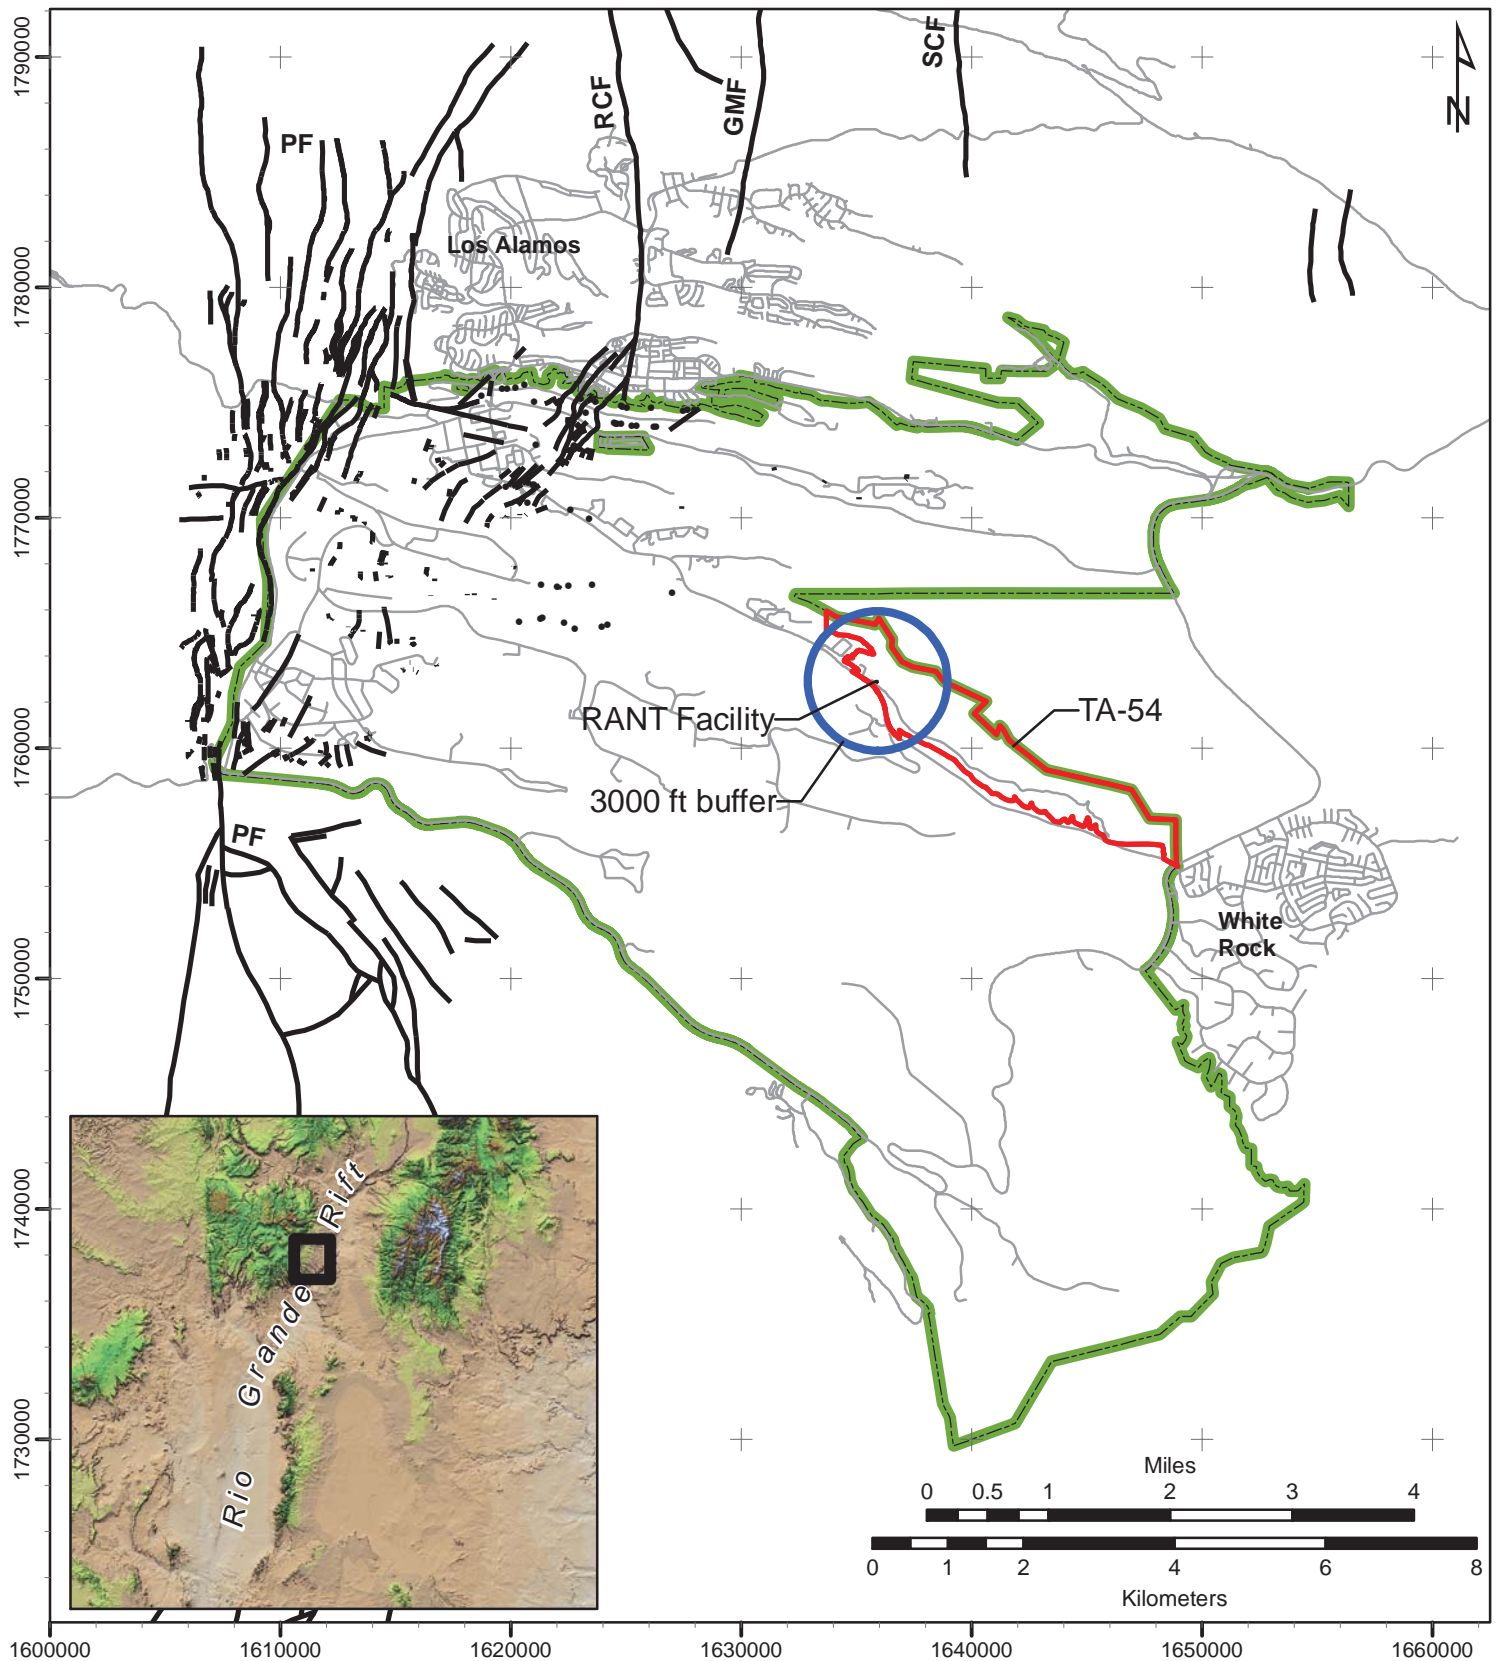 1790000
1780000
1770000
1760000
1750000
1740000
1730000
PF
RCF
GMF
SCF
N
Los Alamos
RANT Facility
TA-54
3000 ft buffer
PF
White
Rock
Rio Grande Rift
Miles
0 0.5 1 2 3 4
0 1 2 4 6 8
Kilometers
1600000 1610000 1620000 1630000 1640000 1650000 1660000